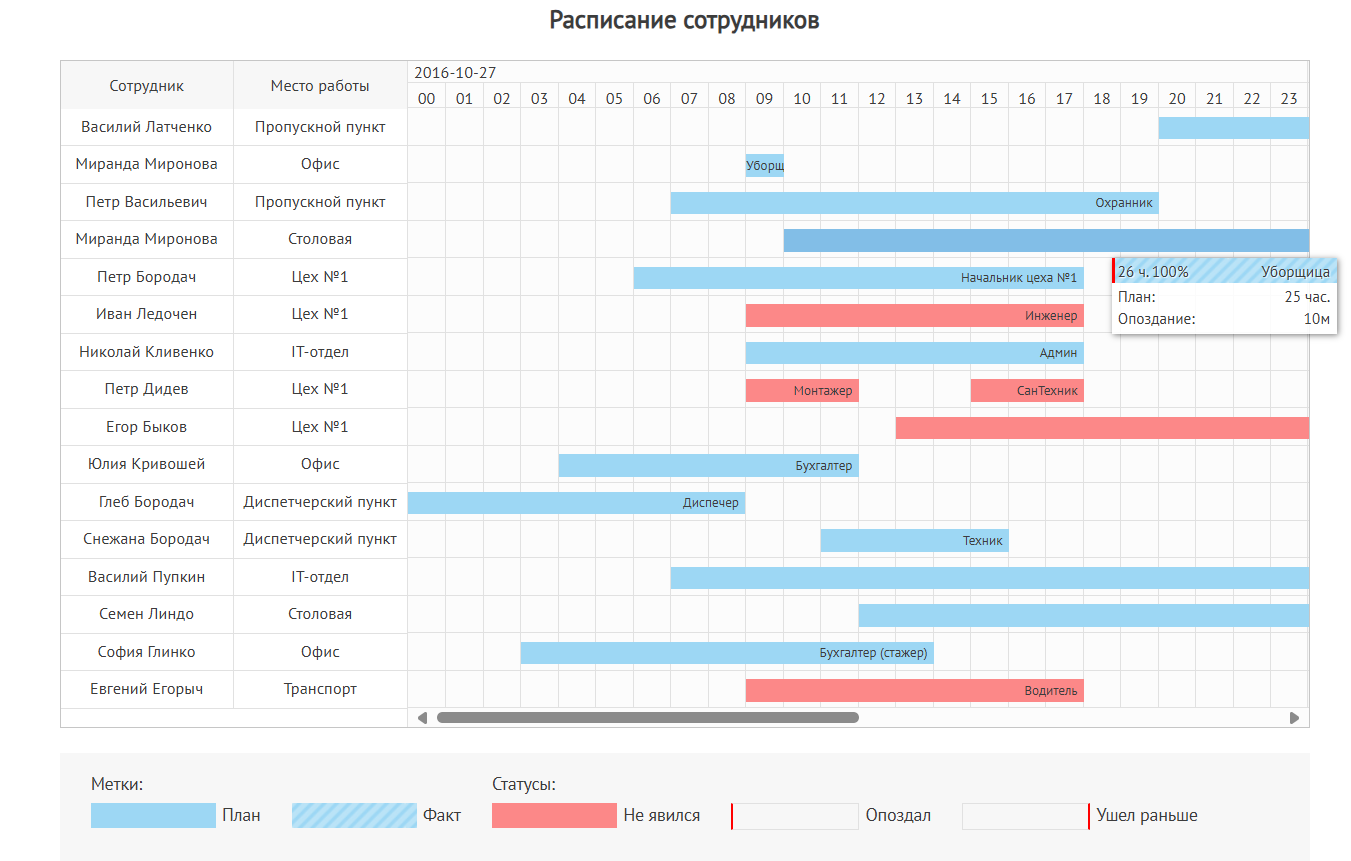 Расписание сотрудников
Сотрудник Место работы 2016-10-27
00 01 02 03 04 05 06 07 08 09 10 11 12 13 14 15 16 17 18 19 20 21 22 23
Василий Латченко Пропускной пункт
Миранда Миронова Офис Уборщ
Петр Васильевич Пропускной пункт Охранник
Миранда Миронова Столовая
Петр Бородач Цех №1 Начальник цеха №1
26 ч. 100% Уборщица
План: 25 час.
Опоздание: 10м
Иван Ледочен Цех №1 Инженер
Николай Кливенко IT-отдел Админ
Петр Дидев Цех №1 Монтажер СанТехник
Егор Быков Цех №1
Юлия Кривошей Офис Бухгалтер
Глеб Бородач Диспетчерский пункт Диспечер
Снежана Бородач Диспетчерский пункт Техник
Василий Пупкин IT-отдел
Семен Линдо Столовая
София Глинко Офис Бухгалтер (стажер)
Евгений Егорыч Транспорт Водитель
Метки: Статусы:
План Факт Не явился Опоздал Ушел раньше